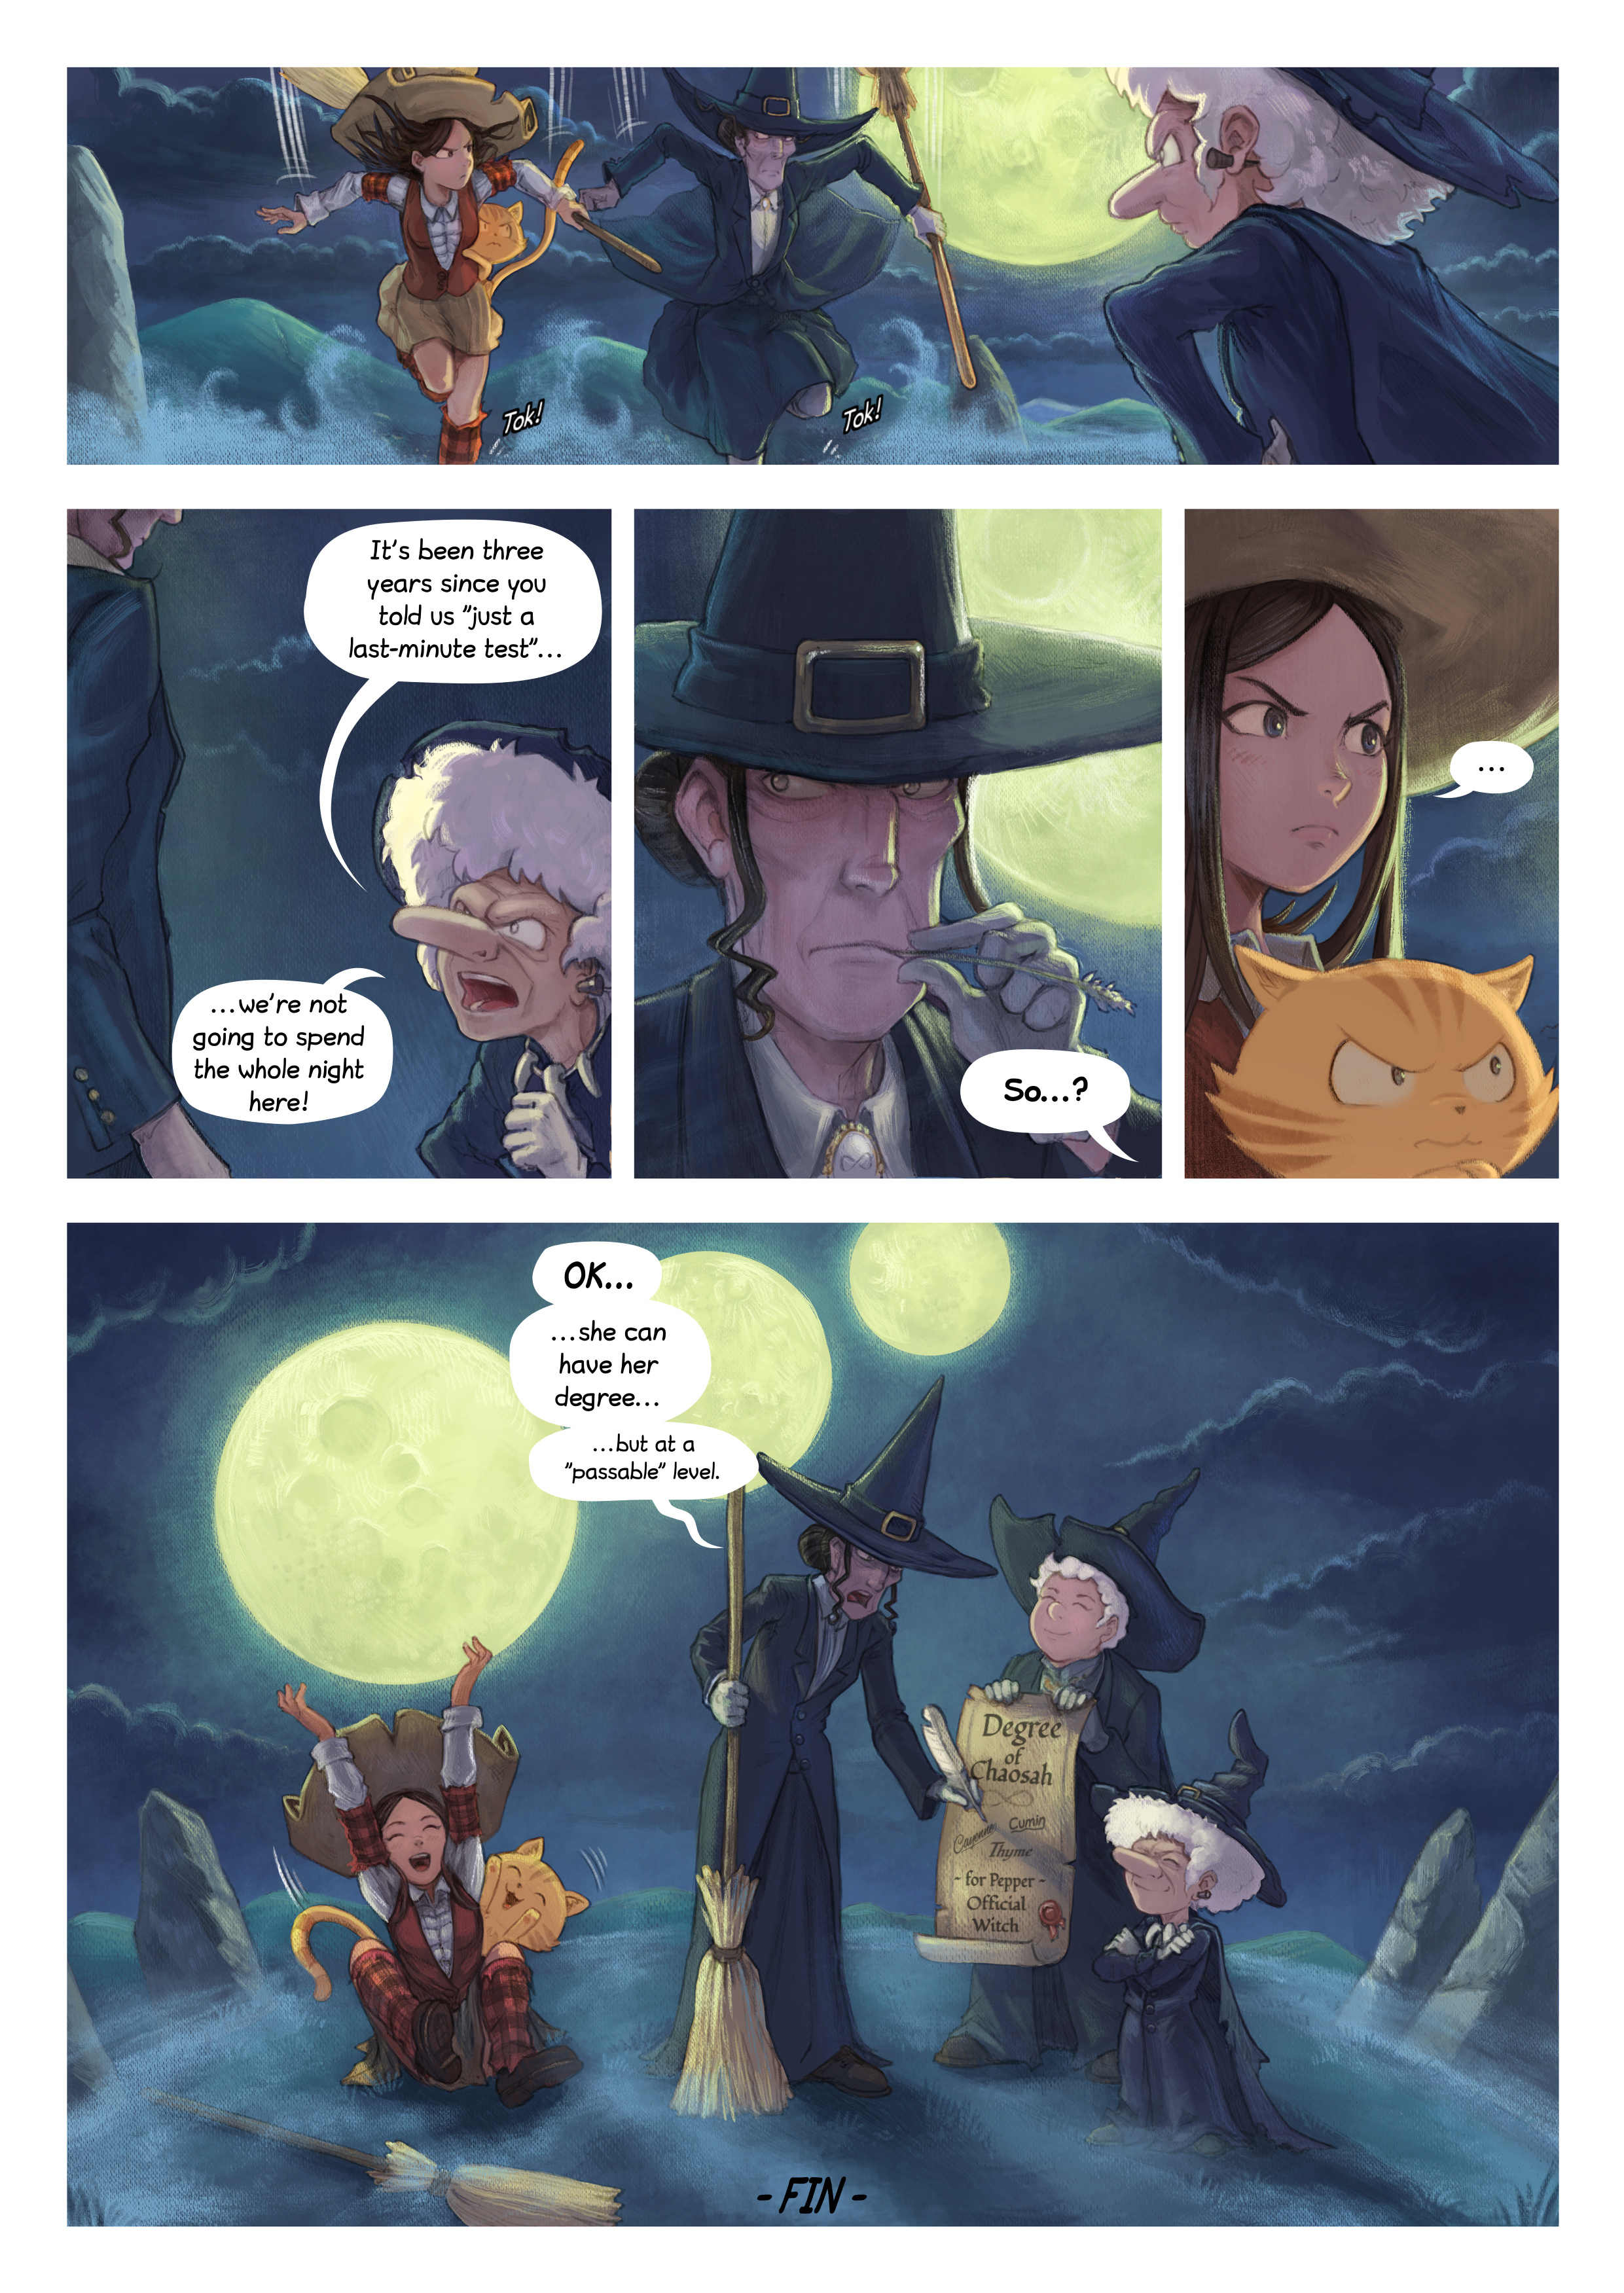 Tok!
Tok!
It's been three
years since you
told us "just a
last-minute test"...
...we're not
going to spend
the whole night
here!
So...?
...
OK...
...she can
have her
degree...
...but at a
"passable" level.
Degree
of
Chaosah
Cayenne
Cumin
Thyme
- for Pepper -
Official
Witch
- FIN -